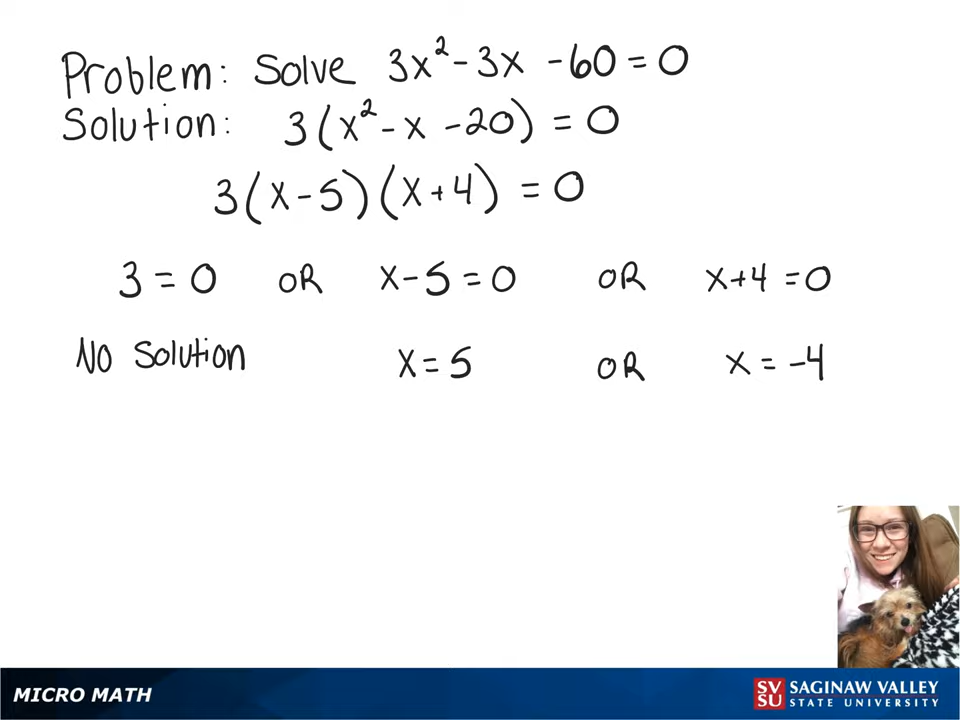 Problem: Solve 3x² - 3x - 60 = 0
Solution: 3(x² - x - 20) = 0
3(x - 5)(x + 4) = 0
3 = 0 OR x - 5 = 0 OR x + 4 = 0
No Solution x = 5 OR x = -4
MICRO MATH
SV SU SAGINAW VALLEY
STATE UNIVERSITY